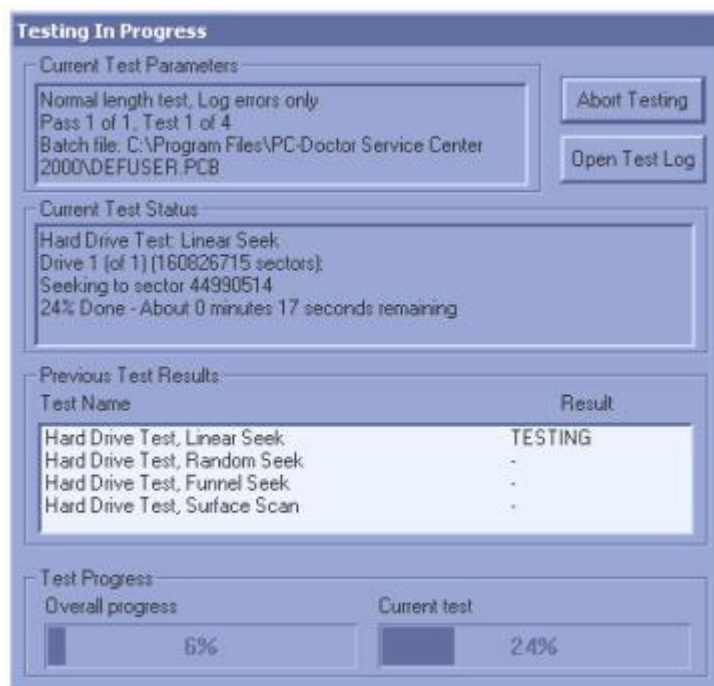 Testing In Progress
Current Test Parameters
Normal length test, Log errors only
Pass 1 of 1, Test 1 of 4
Batch file: C:\Program Files\PC-Doctor Service Center
2000\DEFUSER.PCB
Abort Testing
Open Test Log
Current Test Status
Hard Drive Test: Linear Seek
Drive 1 (of 1) (160826715 sectors):
Seeking to sector 44990514
24% Done - About 0 minutes 17 seconds remaining
Previous Test Results
Test Name Result
Hard Drive Test, Linear Seek TESTING
Hard Drive Test, Random Seek -
Hard Drive Test, Funnel Seek -
Hard Drive Test, Surface Scan -
Test Progress
Overall progress Current test
6% 24%